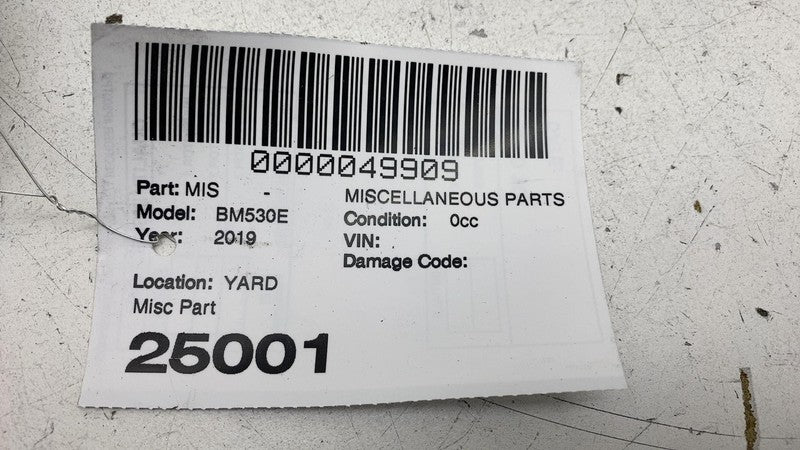 0000049909
Part: MIS - MISCELLANEOUS PARTS
Model: BM530E Condition: 0cc
Year: 2019 VIN:
Damage Code:
Location: YARD
Misc Part
25001